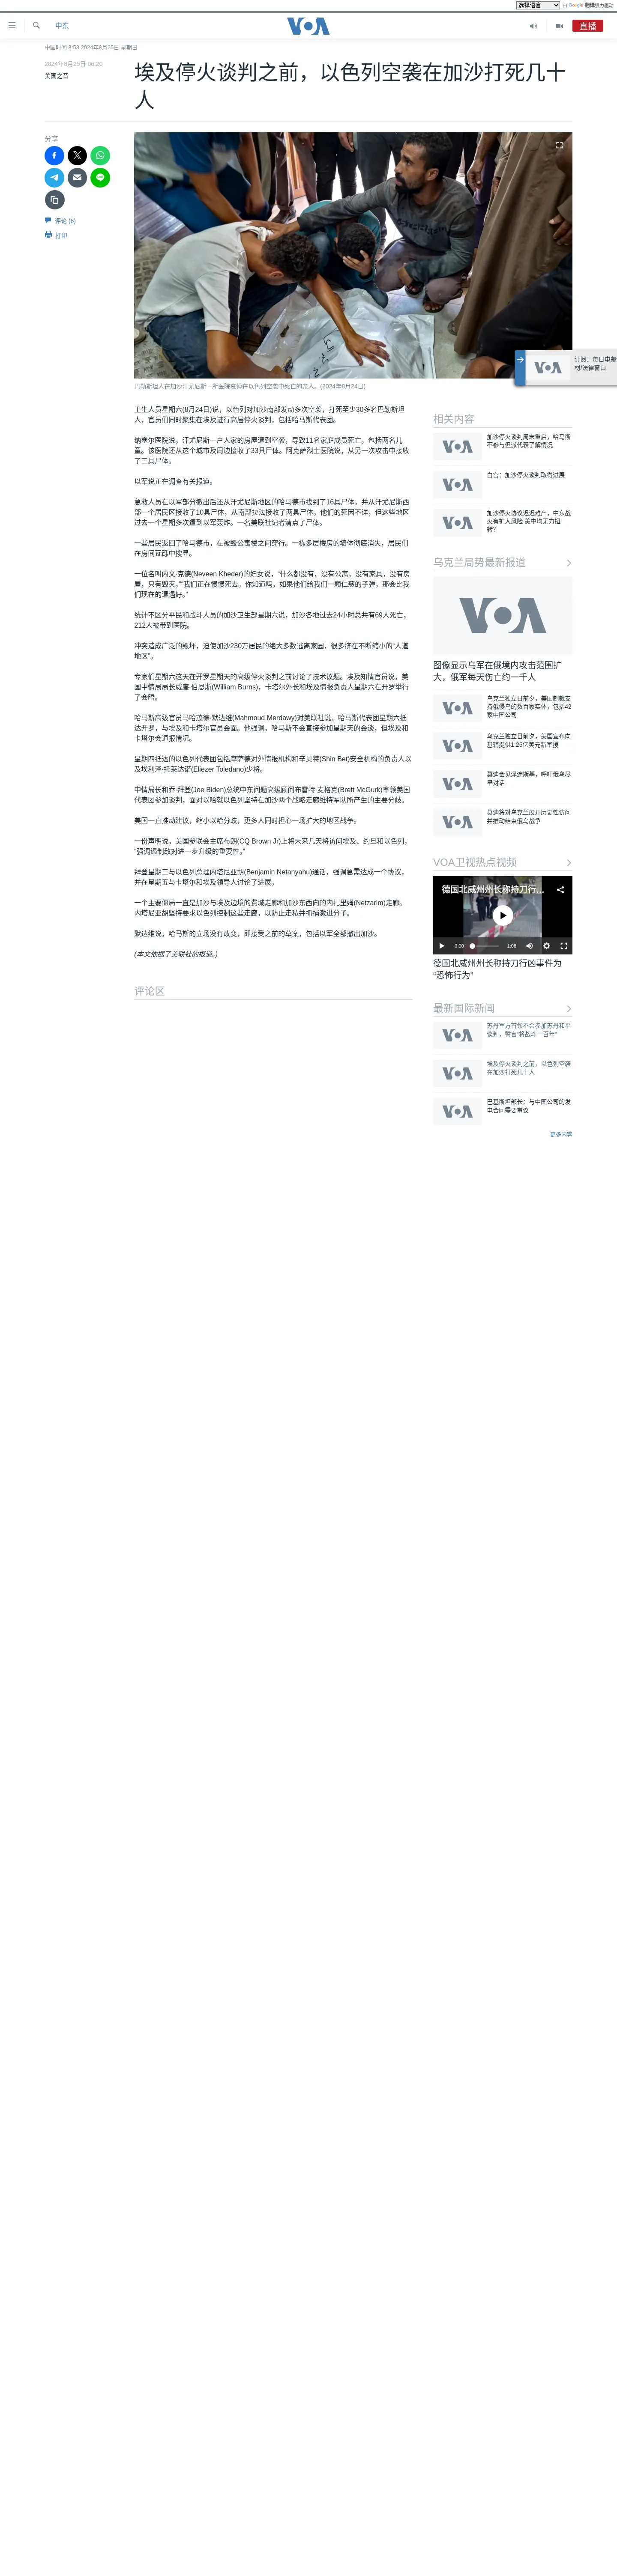 选择语言
由 Google 翻译强力驱动
中东
VOA
直播
中国时间 8:53 2024年8月25日 星期日
2024年8月25日 06:20
美国之音
埃及停火谈判之前，以色列空袭在加沙打死几十
人
分享
评论 (6)
打印
巴勒斯坦人在加沙汗尤尼斯一所医院哀悼在以色列空袭中死亡的亲人。(2024年8月24日)
订阅：每日电邮
材/法律窗口
卫生人员星期六(8月24日)说，以色列对加沙南部发动多次空袭，打死至少30多名巴勒斯坦
人，官员们同时聚集在埃及进行高层停火谈判，包括哈马斯代表团。
纳塞尔医院说，汗尤尼斯一户人家的房屋遭到空袭，导致11名家庭成员死亡，包括两名儿
童。该医院还从这个城市及周边接收了33具尸体。阿克萨烈士医院说，从另一次攻击中接收
了三具尸体。
以军说正在调查有关报道。
急救人员在以军部分撤出后还从汗尤尼斯地区的哈马德市找到了16具尸体，并从汗尤尼斯西
部一个居民区接收了10具尸体，从南部拉法接收了两具尸体。他们的死因不详，但这些地区
过去一个星期多次遭到以军轰炸。一名美联社记者清点了尸体。
一些居民返回了哈马德市，在被毁公寓楼之间穿行。一栋多层楼房的墙体彻底消失，居民们
在房间瓦砾中搜寻。
一位名叫内文·克德(Neveen Kheder)的妇女说，“什么都没有，没有公寓，没有家具，没有房
屋，只有毁灭，”“我们正在慢慢死去。你知道吗，如果他们给我们一颗仁慈的子弹，那会比我
们现在的遭遇好。”
统计不区分平民和战斗人员的加沙卫生部星期六说，加沙各地过去24小时总共有69人死亡，
212人被带到医院。
冲突造成广泛的毁坏，迫使加沙230万居民的绝大多数逃离家园，很多挤在不断缩小的“人道
地区”。
专家们星期六这天在开罗星期天的高级停火谈判之前讨论了技术议题。埃及知情官员说，美
国中情局局长威廉·伯恩斯(William Burns)，卡塔尔外长和埃及情报负责人星期六在开罗举行
了会晤。
哈马斯高级官员马哈茂德·默达维(Mahmoud Merdawy)对美联社说，哈马斯代表团星期六抵
达开罗，与埃及和卡塔尔官员会面。他强调，哈马斯不会直接参加星期天的会谈，但埃及和
卡塔尔会通报情况。
星期四抵达的以色列代表团包括摩萨德对外情报机构和辛贝特(Shin Bet)安全机构的负责人以
及埃利泽·托莱达诺(Eliezer Toledano)少将。
中情局长和乔·拜登(Joe Biden)总统中东问题高级顾问布雷特·麦格克(Brett McGurk)率领美国
代表团参加谈判，面对以哈就以色列坚持在加沙两个战略走廊维持军队所产生的主要分歧。
美国一直推动建议，缩小以哈分歧，更多人同时担心一场扩大的地区战争。
一份声明说，美国参联会主席布朗(CQ Brown Jr)上将未来几天将访问埃及、约旦和以色列，
“强调遏制敌对进一步升级的重要性。”
拜登星期三与以色列总理内塔尼亚胡(Benjamin Netanyahu)通话，强调急需达成一个协议，
并在星期五与卡塔尔和埃及领导人讨论了进展。
一个主要僵局一直是加沙与埃及边境的费城走廊和加沙东西向的内扎里姆(Netzarim)走廊。
内塔尼亚胡坚持要求以色列控制这些走廊，以防止走私并抓捕激进分子。
默达维说，哈马斯的立场没有改变，即接受之前的草案，包括以军全部撤出加沙。
(本文依据了美联社的报道。)
评论区
相关内容
VOA
加沙停火谈判周末重启，哈马斯
不参与但派代表了解情况
VOA
白宫：加沙停火谈判取得进展
VOA
加沙停火协议迟迟难产，中东战
火有扩大风险 美中均无力扭
转？
乌克兰局势最新报道
VOA
图像显示乌军在俄境内攻击范围扩
大，俄军每天伤亡约一千人
VOA
乌克兰独立日前夕，美国制裁支
持俄侵乌的数百家实体，包括42
家中国公司
VOA
乌克兰独立日前夕，美国宣布向
基辅提供1.25亿美元新军援
VOA
莫迪会见泽连斯基，呼吁俄乌尽
早对话
VOA
莫迪将对乌克兰展开历史性访问
并推动结束俄乌战争
VOA卫视热点视频
德国北威州州长称持刀行...
0:00
1:08
德国北威州州长称持刀行凶事件为
“恐怖行为”
最新国际新闻
VOA
苏丹军方首领不会参加苏丹和平
谈判，誓言"将战斗一百年"
VOA
埃及停火谈判之前，以色列空袭
在加沙打死几十人
VOA
巴基斯坦部长：与中国公司的发
电合同需要审议
更多内容